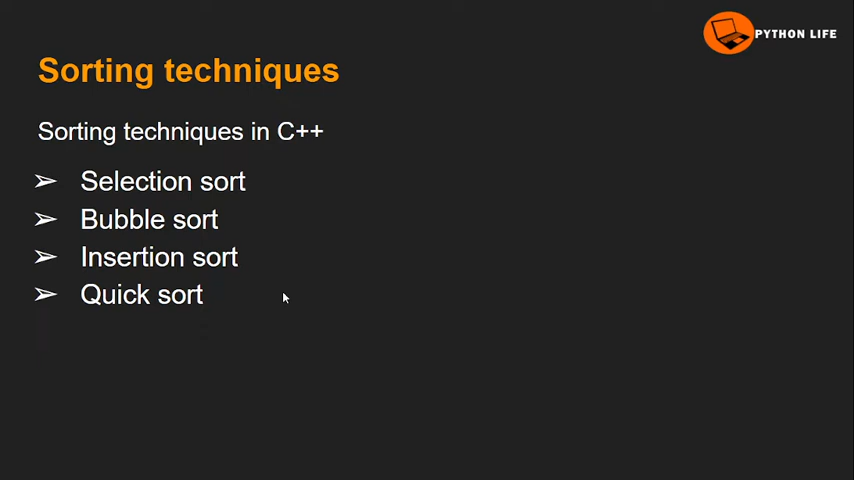 PYTHON LIFE
Sorting techniques
Sorting techniques in C++
➢ Selection sort
➢ Bubble sort
➢ Insertion sort
➢ Quick sort